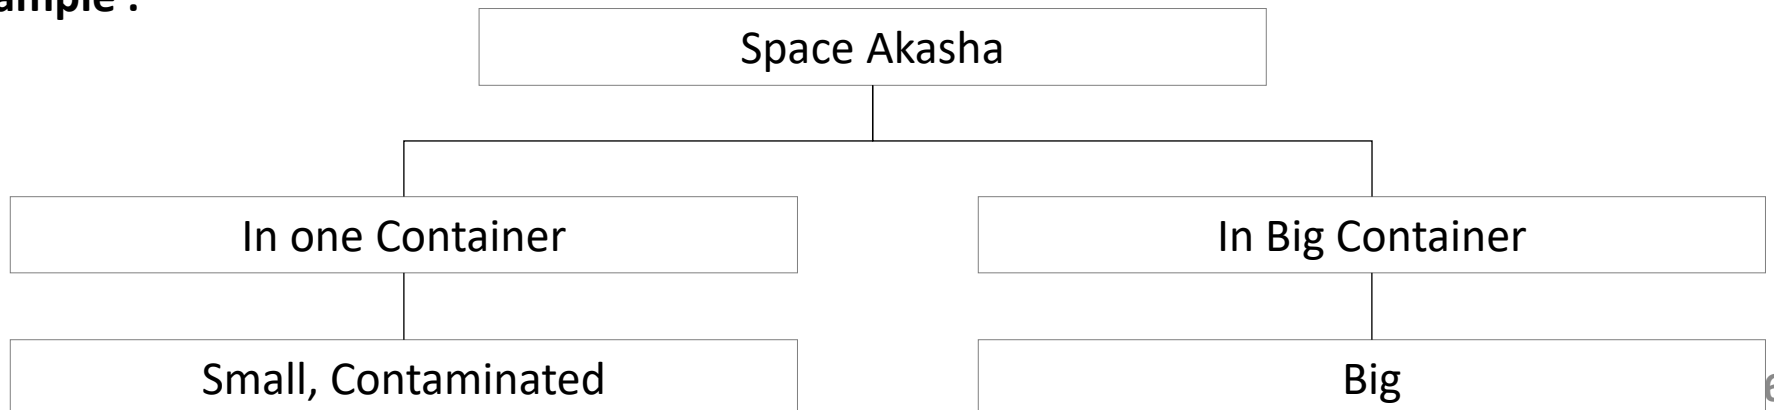 Space Akasha
In one Container
In Big Container
Small, Contaminated
Big